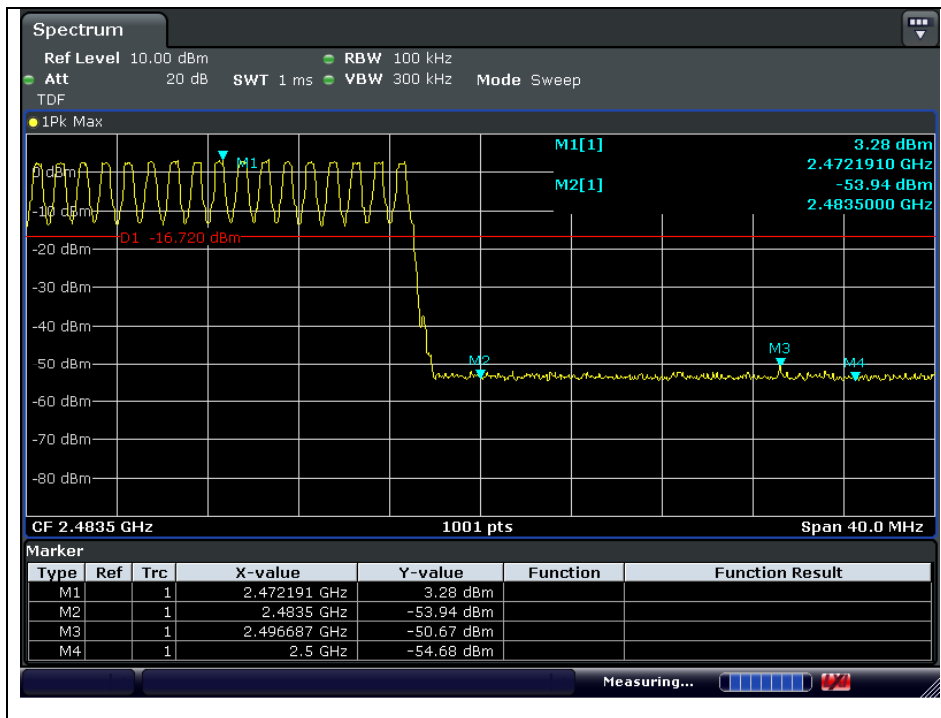 Spectrum
Ref Level 10.00 dBm RBW 100 kHz
Att 20 dB SWT 1 ms VBW 300 kHz Mode Sweep
TDF
1Pk Max
M1[1] 3.28 dBm
2.4721910 GHz
M2[1] -53.94 dBm
2.4835000 GHz
M1
0 dBm
-10 dBm
D1 -16.720 dBm
-20 dBm
-30 dBm
-40 dBm
M3
M2
M4
-50 dBm
-60 dBm
-70 dBm
-80 dBm
CF 2.4835 GHz 1001 pts Span 40.0 MHz
Marker
Type Ref Trc X-value Y-value Function Function Result
M1 1 2.472191 GHz 3.28 dBm
M2 1 2.4835 GHz -53.94 dBm
M3 1 2.496687 GHz -50.67 dBm
M4 1 2.5 GHz -54.68 dBm
Measuring...